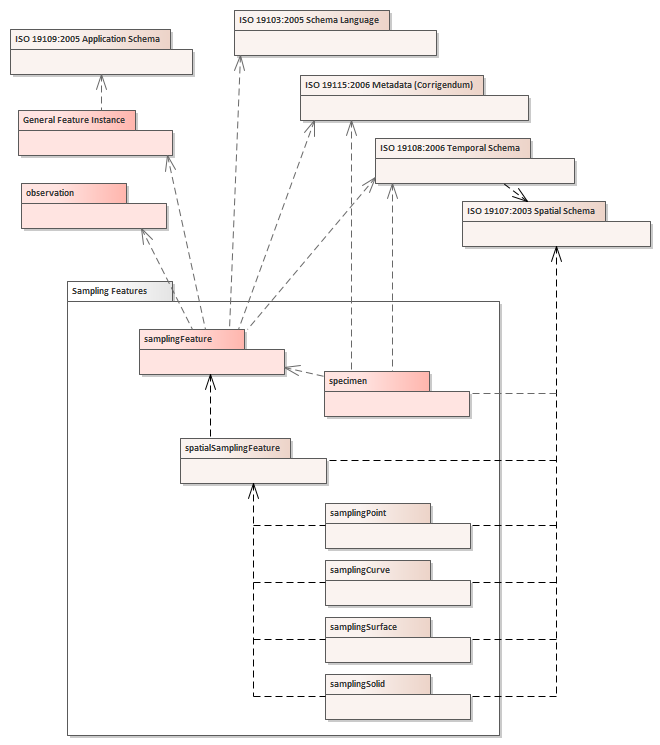 ISO 19103:2005 Schema Language
ISO 19109:2005 Application Schema
ISO 19115:2006 Metadata (Corrigendum)
General Feature Instance
ISO 19108:2006 Temporal Schema
observation
ISO 19107:2003 Spatial Schema
Sampling Features
samplingFeature
specimen
spatialSamplingFeature
samplingPoint
samplingCurve
samplingSurface
samplingSolid